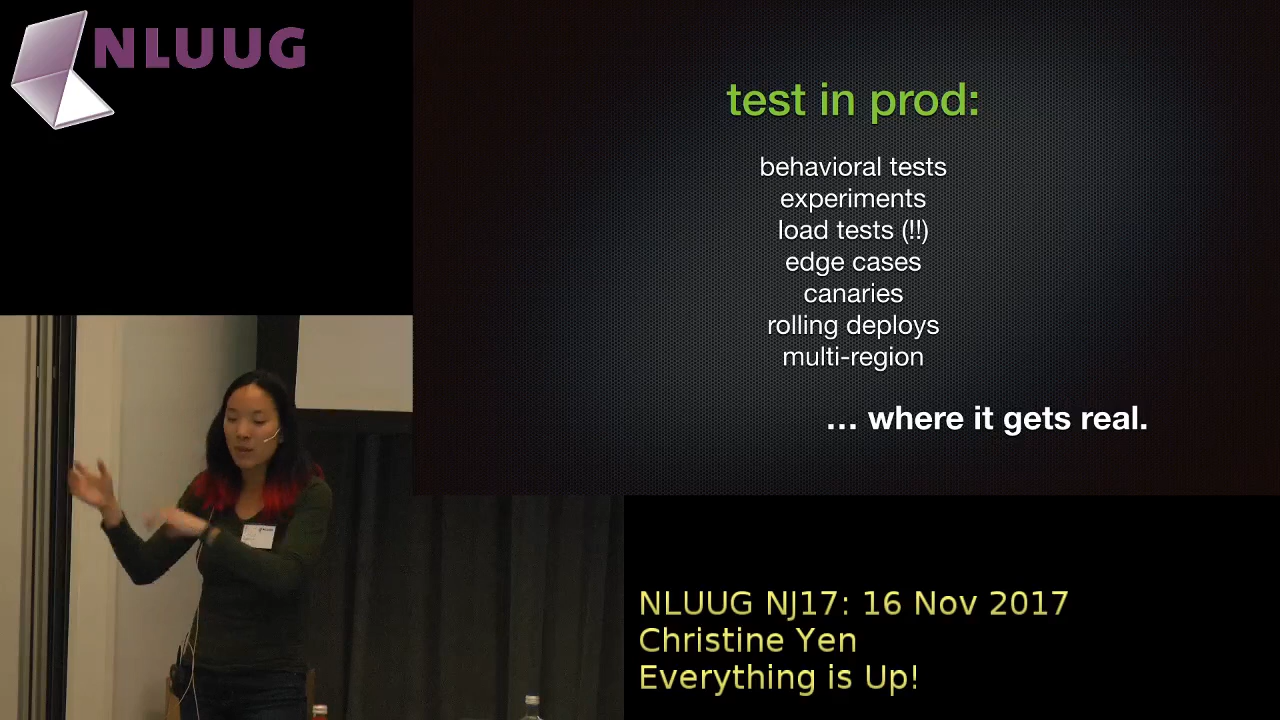 NLUUG
test in prod:
behavioral tests
experiments
load tests (!!)
edge cases
canaries
rolling deploys
multi-region
… where it gets real.
NLUUG NJ17: 16 Nov 2017
Christine Yen
Everything is Up!